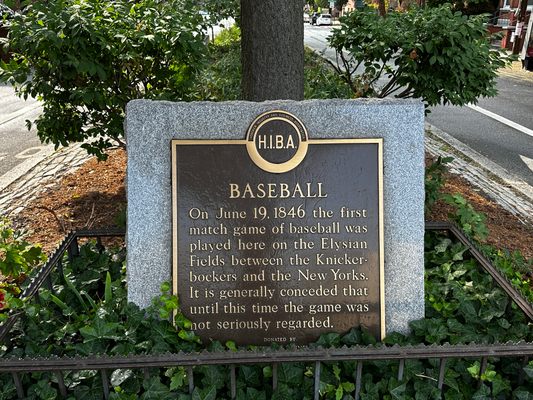 H.I.B.A.
BASEBALL
On June 19, 1846 the first
match game of baseball was
played here on the Elysian
Fields between the Knicker-
bockers and the New Yorks.
It is generally conceded that
until this time the game was
not seriously regarded.
DONATED BY